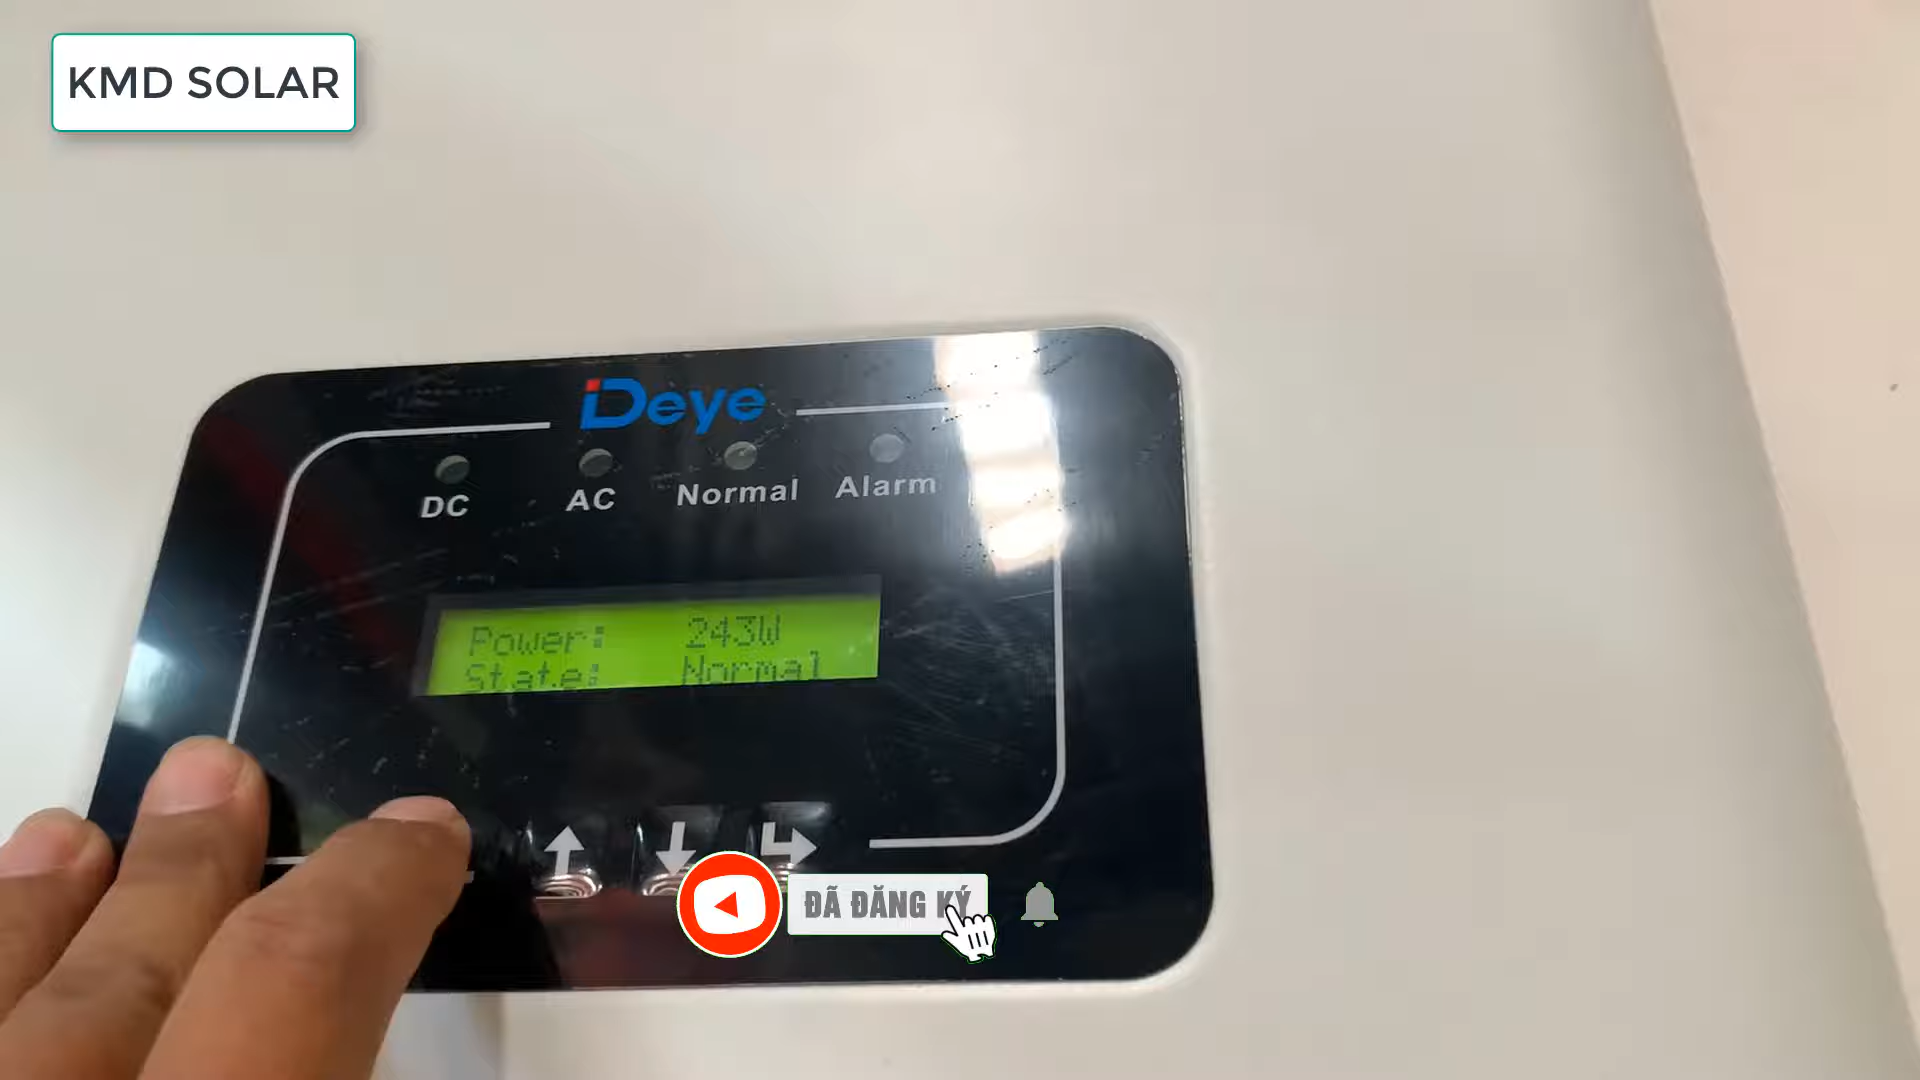 KMD SOLAR
Deye
DC AC Normal Alarm
Power: 243W
State: Normal
ĐÃ ĐĂNG KÝ